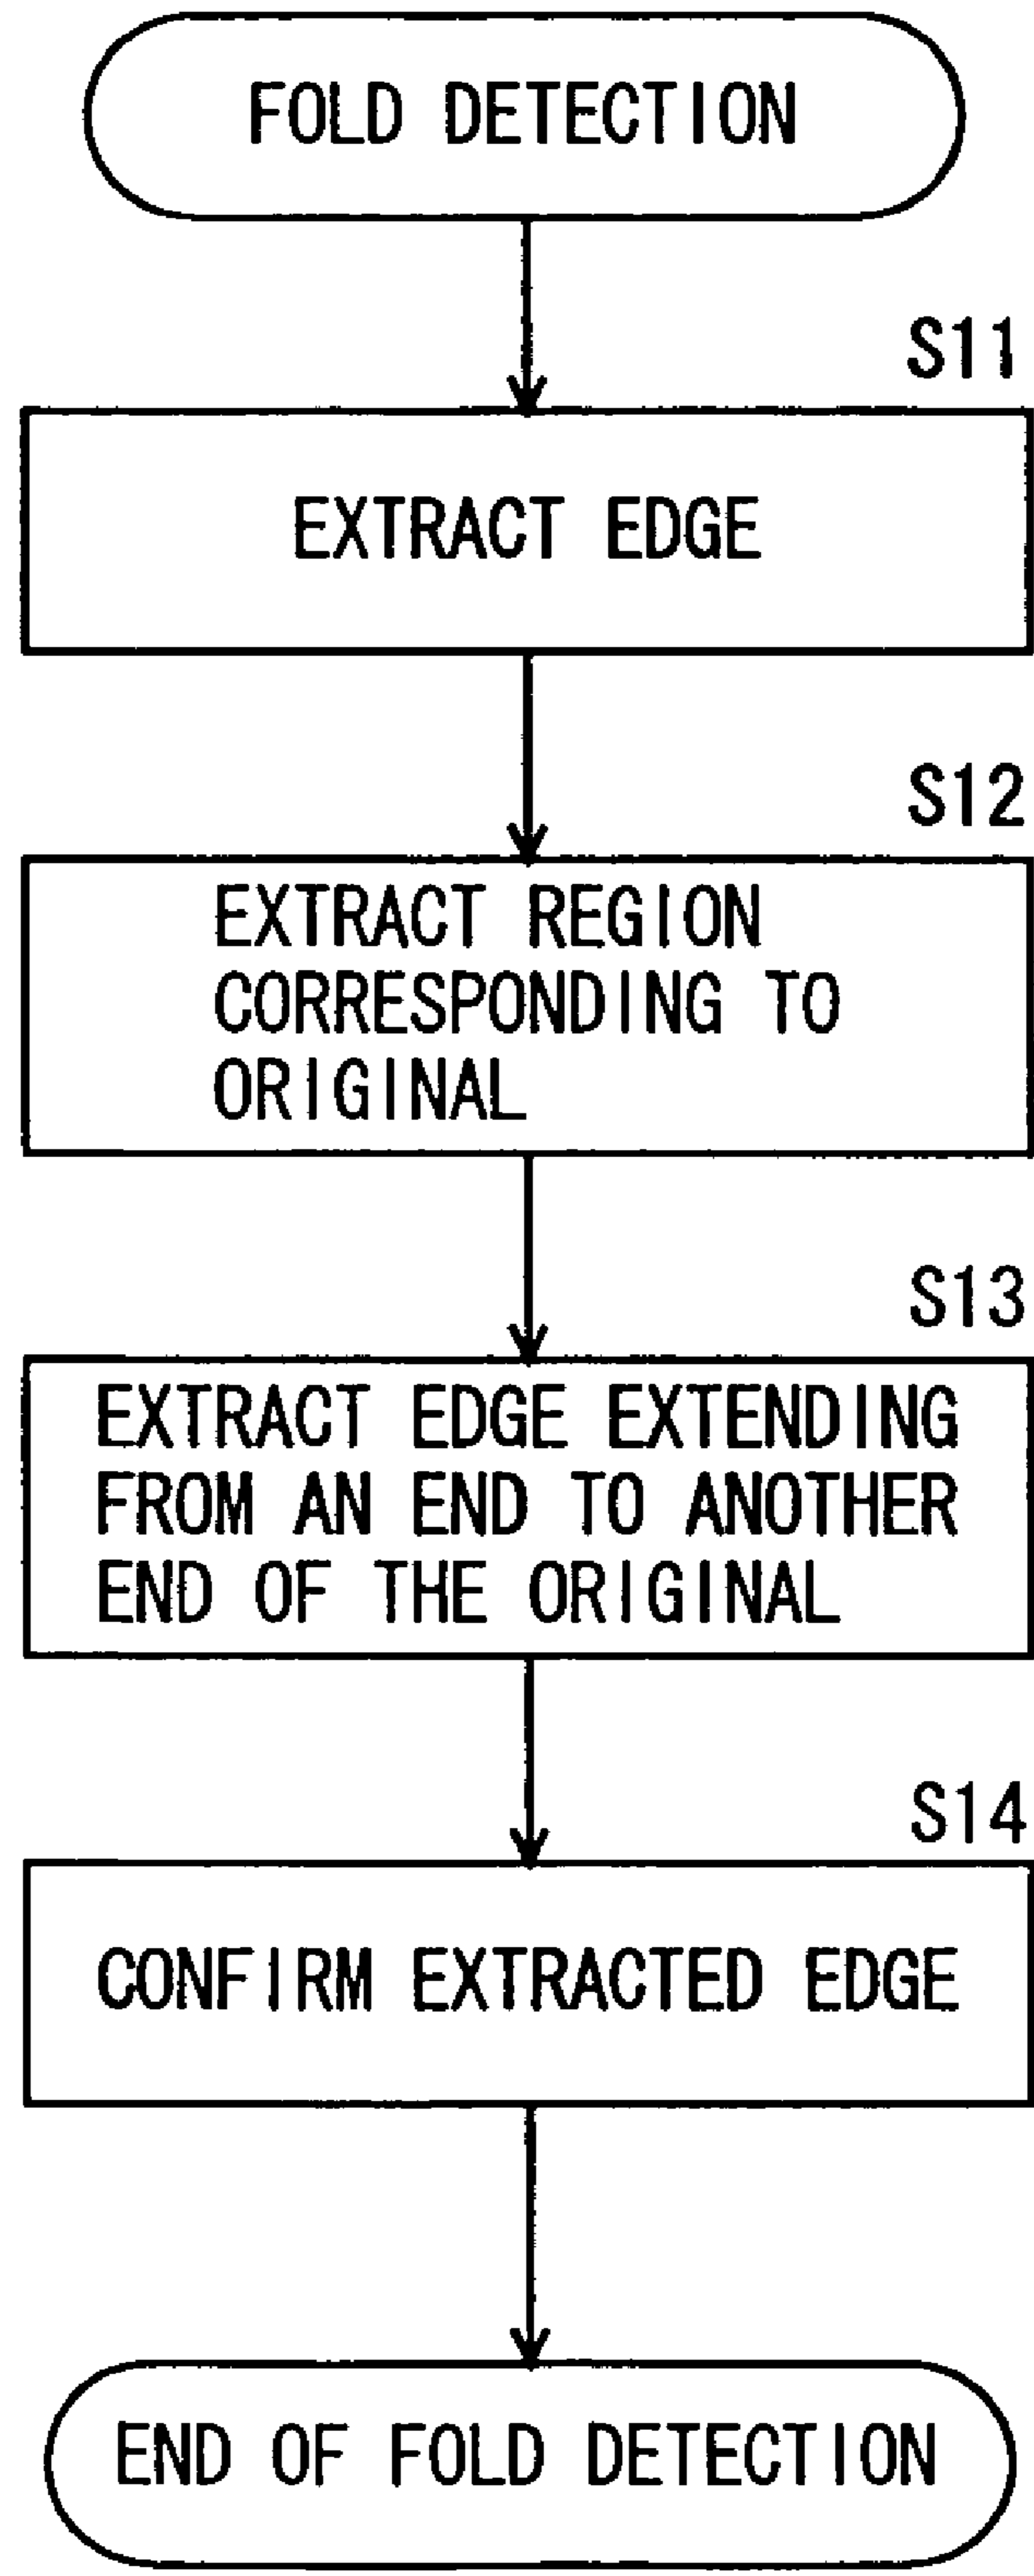 FOLD DETECTION
S11
EXTRACT EDGE
S12
EXTRACT REGION
CORRESPONDING TO
ORIGINAL
S13
EXTRACT EDGE EXTENDING
FROM AN END TO ANOTHER
END OF THE ORIGINAL
S14
CONFIRM EXTRACTED EDGE
END OF FOLD DETECTION